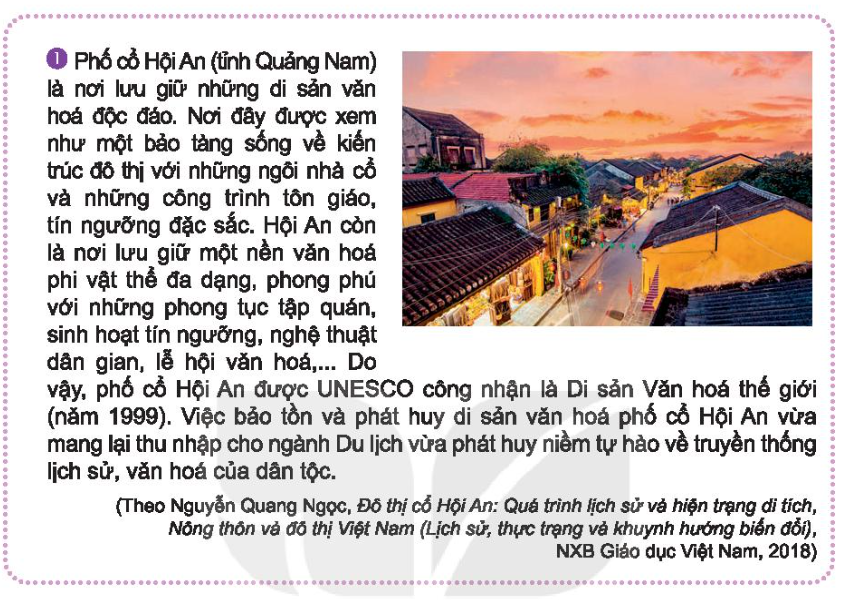 1 Phố cổ Hội An (tỉnh Quảng Nam)
là nơi lưu giữ những di sản văn
hoá độc đáo. Nơi đây được xem
như một bảo tàng sống về kiến
trúc đô thị với những ngôi nhà cổ
và những công trình tôn giáo,
tín ngưỡng đặc sắc. Hội An còn
là nơi lưu giữ một nền văn hoá
phi vật thể đa dạng, phong phú
với những phong tục tập quán,
sinh hoạt tín ngưỡng, nghệ thuật
dân gian, lễ hội văn hoá,... Do
vậy, phố cổ Hội An được UNESCO công nhận là Di sản Văn hoá thế giới
(năm 1999). Việc bảo tồn và phát huy di sản văn hoá phố cổ Hội An vừa
mang lại thu nhập cho ngành Du lịch vừa phát huy niềm tự hào về truyền thống
lịch sử, văn hoá của dân tộc.
(Theo Nguyễn Quang Ngọc, Đô thị cổ Hội An: Quá trình lịch sử và hiện trạng di tích,
Nông thôn và đô thị Việt Nam (Lịch sử, thực trạng và khuynh hướng biến đổi),
NXB Giáo dục Việt Nam, 2018)